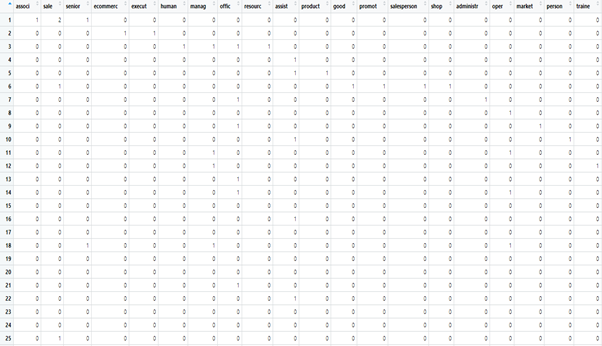 associ sale senior ecommerc execut human manag offic resourc assist product good promot salesperson shop administr oper market person traine
1 1 2 1 0 0 0 0 0 0 0 0 0 0 0 0 0 0 0 0 0
2 0 0 0 1 1 0 0 0 0 0 0 0 0 0 0 0 0 0 0 0
3 0 0 0 0 0 1 1 1 1 0 0 0 0 0 0 0 0 0 0 0
4 0 0 0 0 0 0 0 0 0 1 0 0 0 0 0 0 0 0 0 0
5 0 0 0 0 0 0 0 0 0 1 1 0 0 0 0 0 0 0 0 0
6 0 1 0 0 0 0 0 0 0 0 0 1 1 1 1 0 0 0 0 0
7 0 0 0 0 0 0 0 1 0 0 0 0 0 0 0 1 0 0 0 0
8 0 0 0 0 0 0 0 0 0 0 0 0 0 0 0 0 1 0 0 0
9 0 0 0 0 0 0 0 1 0 0 0 0 0 0 0 0 0 1 0 0
10 0 0 0 0 0 0 0 0 0 1 0 0 0 0 0 0 0 0 1 0
11 0 0 0 0 0 0 1 0 0 0 0 0 0 0 0 0 1 0 0 0
12 0 0 0 0 0 0 1 0 0 0 0 0 0 0 0 0 0 0 0 1
13 0 0 0 0 0 0 0 1 0 0 0 0 0 0 0 0 0 0 0 0
14 0 0 0 0 0 0 0 1 0 0 0 0 0 0 0 0 1 0 0 0
15 0 0 0 0 0 0 0 0 0 0 0 0 0 0 0 0 0 0 0 0
16 0 0 0 0 0 0 0 0 0 1 0 0 0 0 0 0 0 0 0 0
17 0 0 0 0 0 0 0 0 0 0 0 0 0 0 0 0 0 0 0 0
18 0 0 1 0 0 0 1 0 0 0 0 0 0 0 0 0 1 0 0 0
19 0 0 0 0 0 0 0 0 0 0 0 0 0 0 0 0 0 0 0 0
20 0 0 0 0 0 0 0 0 0 0 0 0 0 0 0 0 0 0 0 0
21 0 0 0 0 0 0 0 1 0 0 0 0 0 0 0 0 0 0 0 0
22 0 0 0 0 0 0 0 0 0 1 0 0 0 0 0 0 0 0 0 0
23 0 0 0 0 0 0 0 0 0 0 0 0 0 0 0 0 0 0 0 0
24 0 0 0 0 0 0 0 0 0 0 0 0 0 0 0 0 0 0 0 0
25 0 1 0 0 0 0 0 0 0 0 0 0 0 0 0 0 0 0 0 0